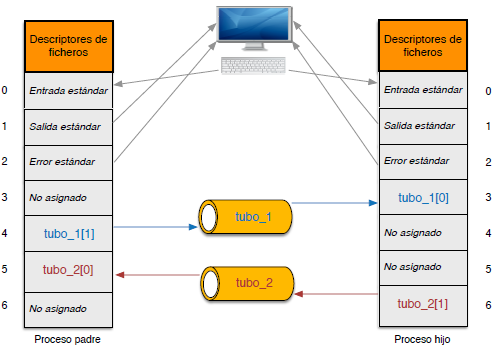 Descriptores de
ficheros
0
Entrada estándar
1
Salida estándar
2
Error estándar
3
No asignado
4
tubo_1[1]
5
tubo_2[0]
6
No asignado
Proceso padre
tubo_1
tubo_2
Descriptores de
ficheros
Entrada estándar
0
Salida estándar
1
Error estándar
2
tubo_1[0]
3
No asignado
4
No asignado
5
tubo_2[1]
6
Proceso hijo